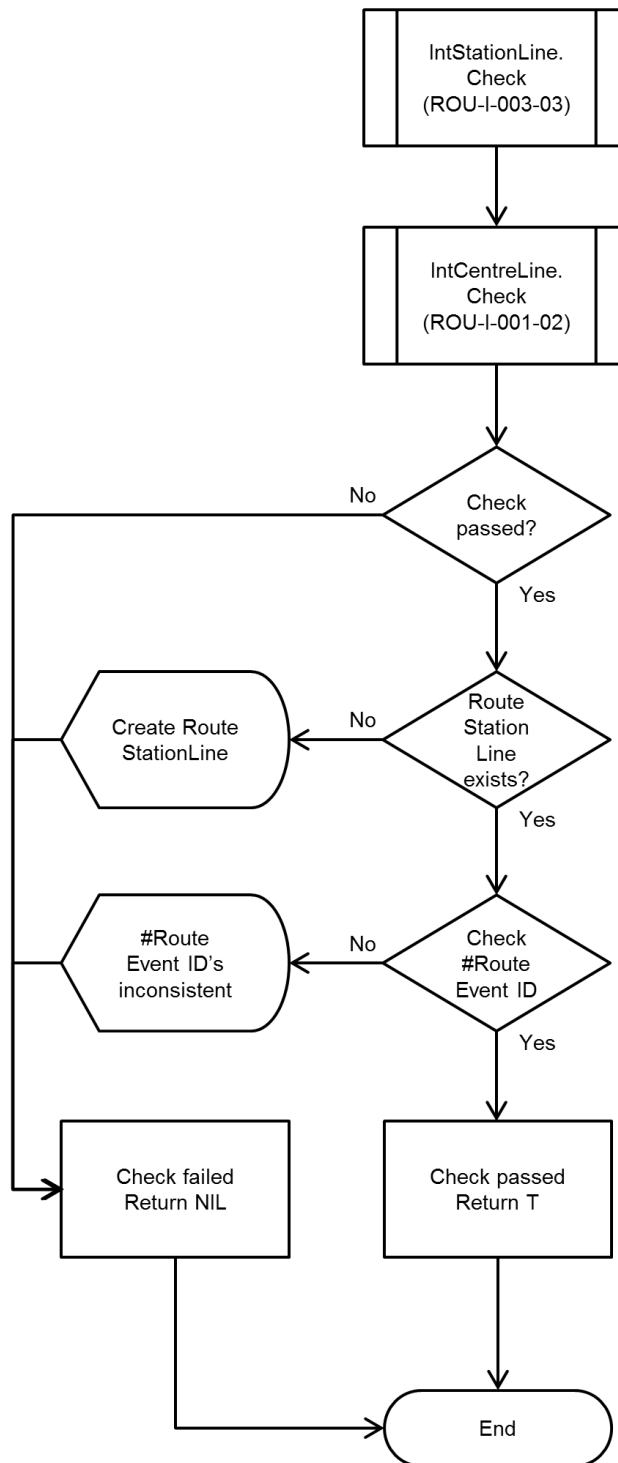 IntStationLine.
Check
(ROU-I-003-03)
IntCentreLine.
Check
(ROU-I-001-02)
No
Check
passed?
Yes
Create Route
StationLine
No
Route
Station
Line
exists?
Yes
#Route
Event ID's
inconsistent
No
Check
#Route
Event ID
Yes
Check failed
Return NIL
Check passed
Return T
End